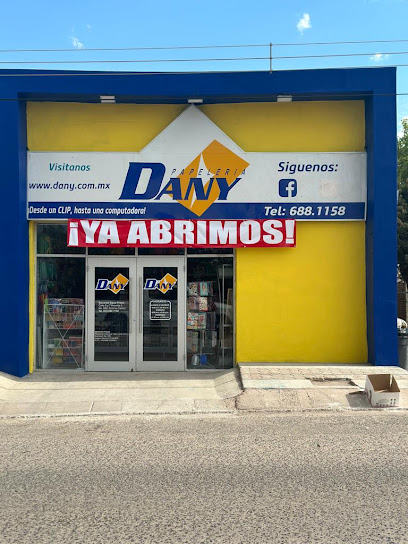 PAPELERIA
DANY
Visitanos
www.dany.com.mx
Siguenos:
¡Desde un CLIP, hasta una computadora!
Tel: 688.1158
¡YA ABRIMOS!
DANY
DANY